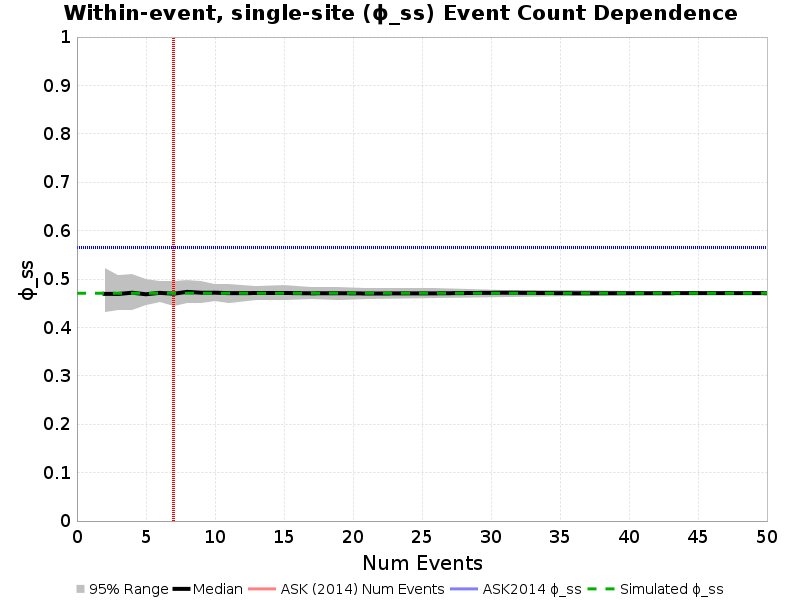 Within-event, single-site (ϕ_ss) Event Count Dependence
1
0.9
0.8
0.7
0.6
0.5
0.4
0.3
0.2
0.1
0
ϕ_ss
0 5 10 15 20 25 30 35 40 45 50
Num Events
95% Range Median ASK (2014) Num Events ASK2014 ϕ_ss Simulated ϕ_ss